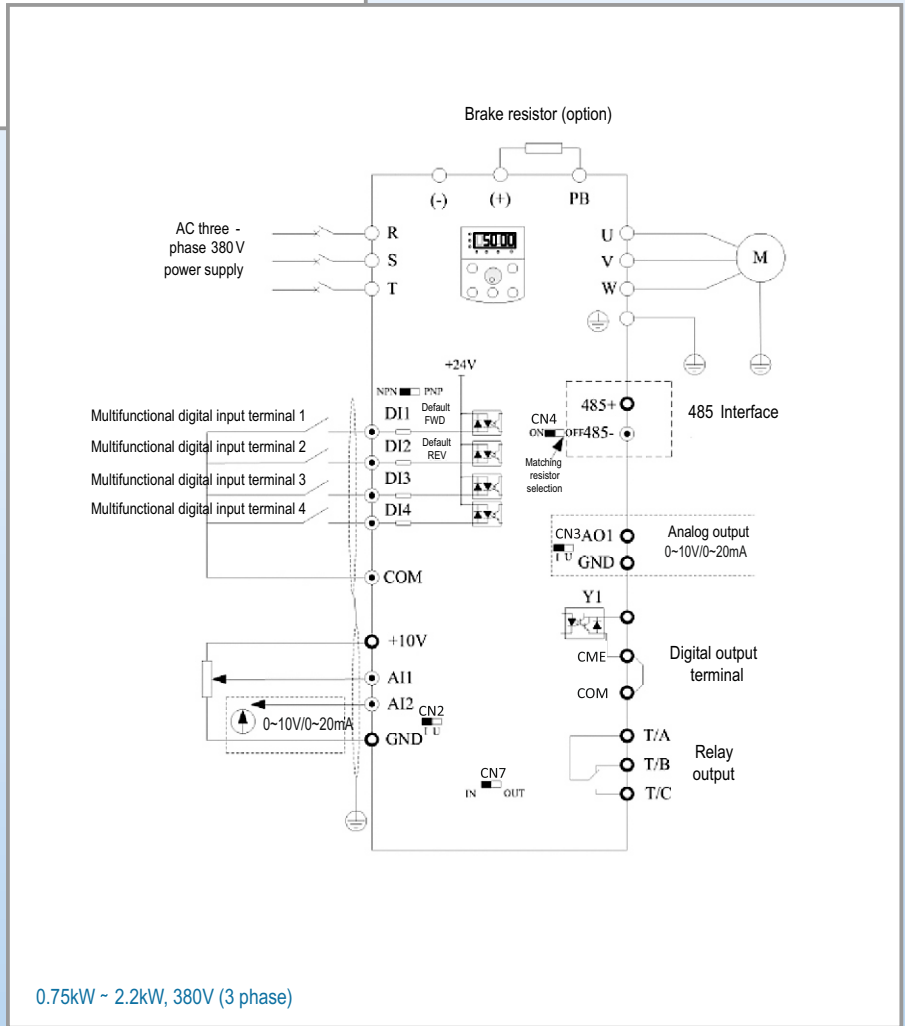 Brake resistor (option)
(-) (+) PB
AC three -
phase 380 V
power supply
R
S
T
50.00
U
V
W
M
+24V
NPN PNP
Multifunctional digital input terminal 1
DI1 Default
FWD
Multifunctional digital input terminal 2
DI2 Default
REV
Multifunctional digital input terminal 3
DI3
Multifunctional digital input terminal 4
DI4
COM
485+
CN4
ON OFF 485-
485 Interface
Matching
resistor
selection
CN3 AO1
I U
GND
Analog output
0~10V/0~20mA
Y1
CME
COM
Digital output
terminal
+10V
AI1
AI2
CN2
I U
0~10V/0~20mA
GND
CN7
IN OUT
T/A
T/B
T/C
Relay
output
0.75kW ~ 2.2kW, 380V (3 phase)